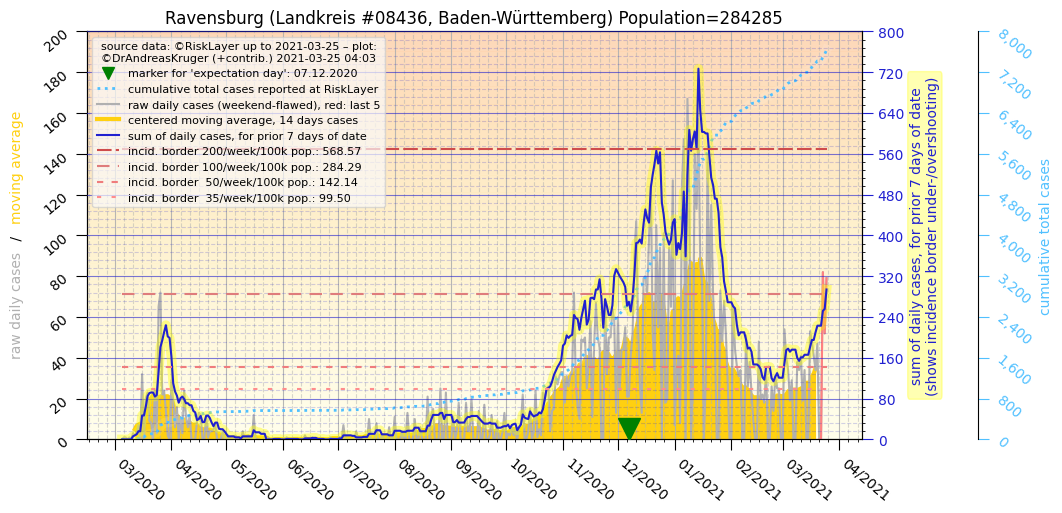 Ravensburg (Landkreis #08436, Baden-Württemberg) Population=284285
source data: ©RiskLayer up to 2021-03-25 – plot:
©DrAndreasKruger (+contrib.) 2021-03-25 04:03
marker for 'expectation day': 07.12.2020
cumulative total cases reported at RiskLayer
raw daily cases (weekend-flawed), red: last 5
centered moving average, 14 days cases
sum of daily cases, for prior 7 days of date
incid. border 200/week/100k pop.: 568.57
incid. border 100/week/100k pop.: 284.29
incid. border  50/week/100k pop.: 142.14
incid. border  35/week/100k pop.: 99.50
raw daily cases / moving average
200
180
160
140
120
100
80
60
40
20
0
03/2020
04/2020
05/2020
06/2020
07/2020
08/2020
09/2020
10/2020
11/2020
12/2020
01/2021
02/2021
03/2021
04/2021
800
720
640
560
480
400
320
240
160
80
0
sum of daily cases, for prior 7 days of date
(shows incidence border under-/overshooting)
8,000
7,200
6,400
5,600
4,800
4,000
3,200
2,400
1,600
800
0
cumulative total cases